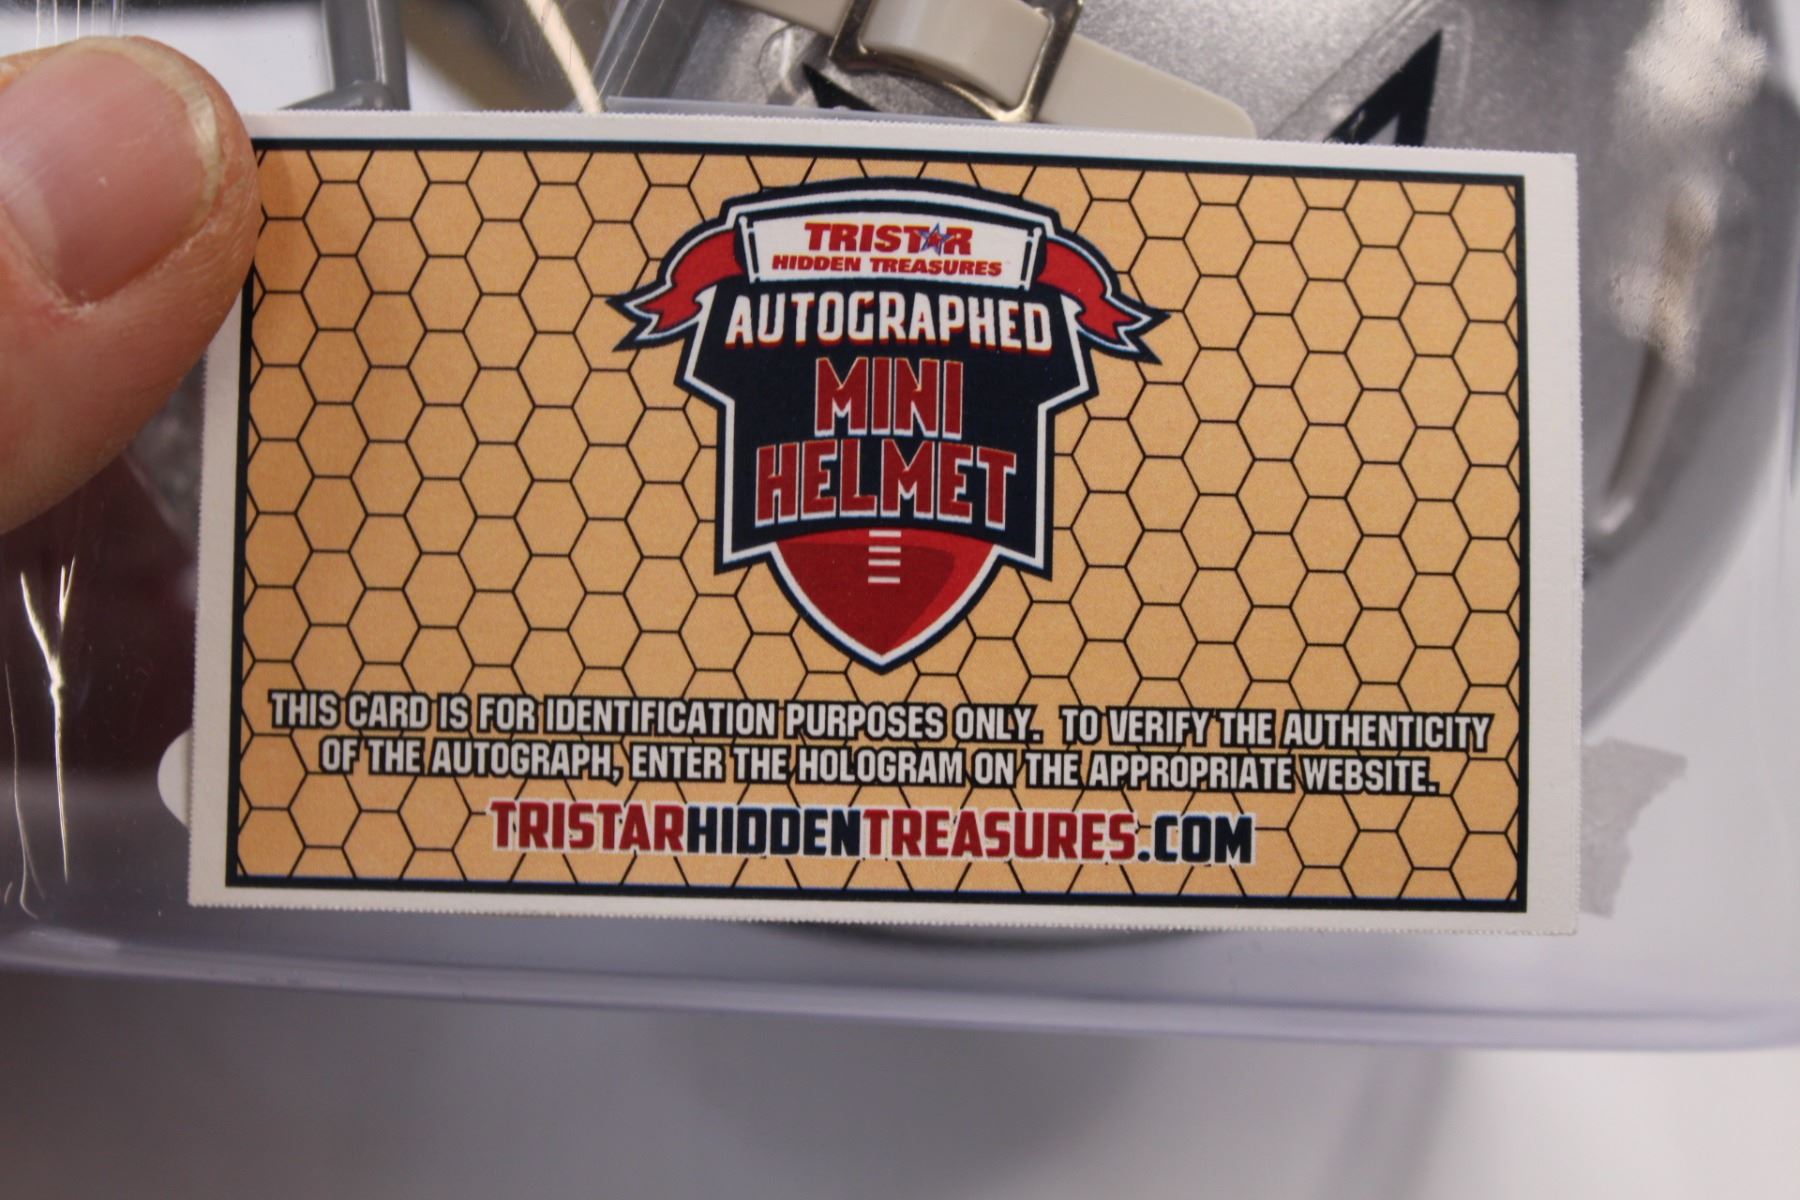 TRISTAR
HIDDEN TREASURES
AUTOGRAPHED
MINI
HELMET
THIS CARD IS FOR IDENTIFICATION PURPOSES ONLY. TO VERIFY THE AUTHENTICITY
OF THE AUTOGRAPH, ENTER THE HOLOGRAM ON THE APPROPRIATE WEBSITE.
TRISTARHIDDENTREASURES.COM